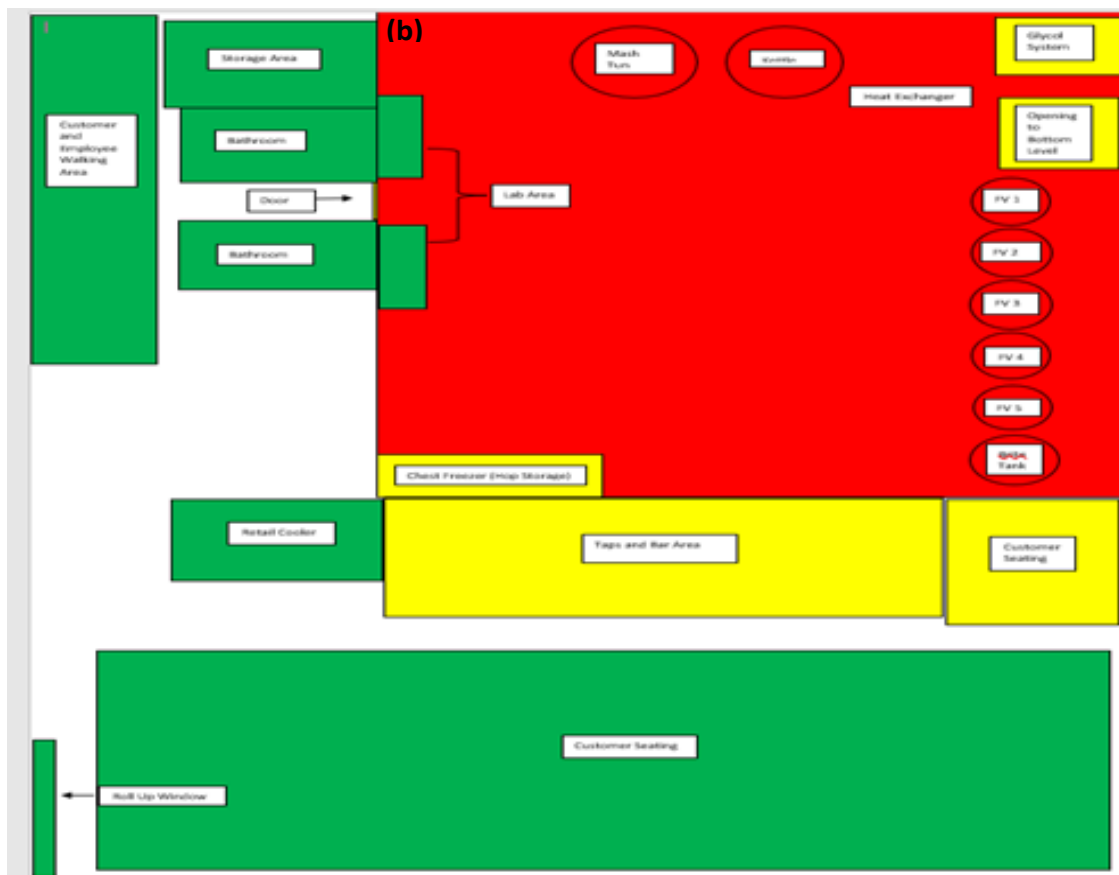 (b)
Mash
Tun
Kettle
Glycol
System
Storage Area
Heat Exchanger
Customer
and
Employee
Walking
Area
Opening
to
Bottom
Level
Bathroom
Lab Area
Door
FV 1
Bathroom
FV 2
FV 3
FV 4
FV 5
Tank
Chest Freezer (Hop Storage)
Retail Cooler
Taps and Bar Area
Customer
Seating
Customer Seating
Roll Up Window